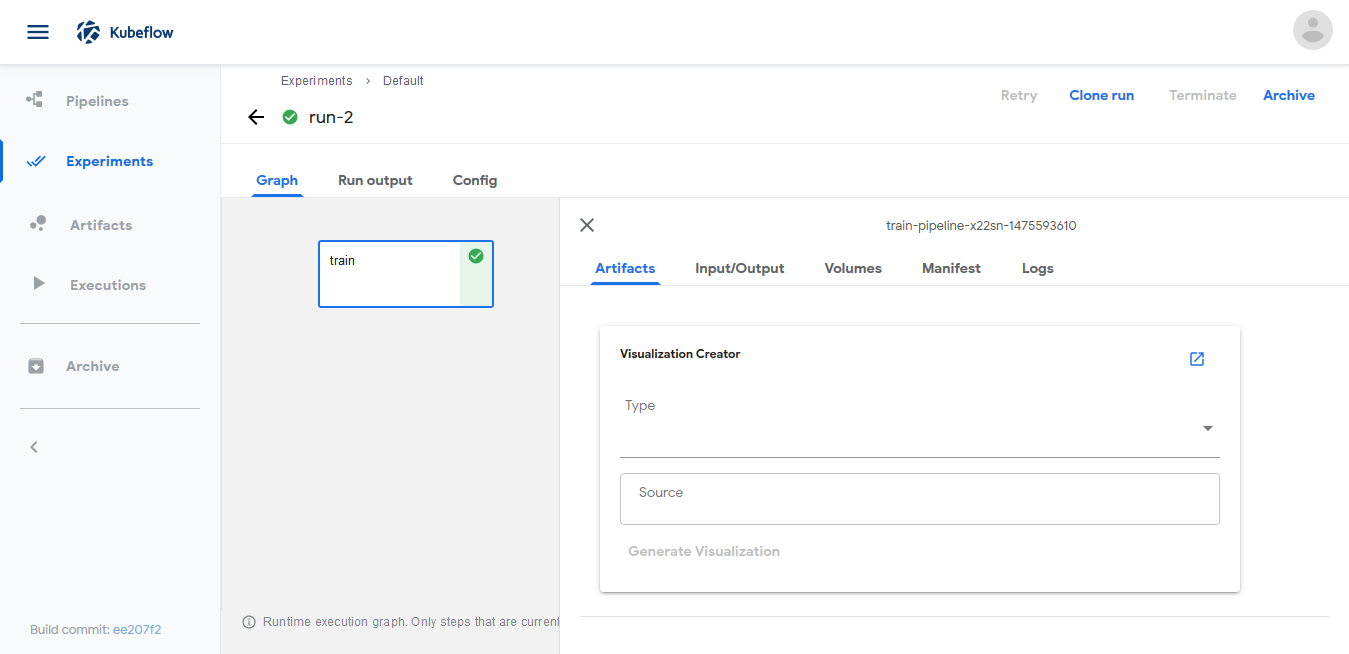 Kubeflow
Pipelines
Experiments
Artifacts
Executions
Archive
Build commit: ee207f2
Experiments › Default
run-2
Retry
Clone run
Terminate
Archive
Graph
Run output
Config
train
Runtime execution graph. Only steps that are current
train-pipeline-x22sn-1475593610
Artifacts
Input/Output
Volumes
Manifest
Logs
Visualization Creator
Type
Source
Generate Visualization